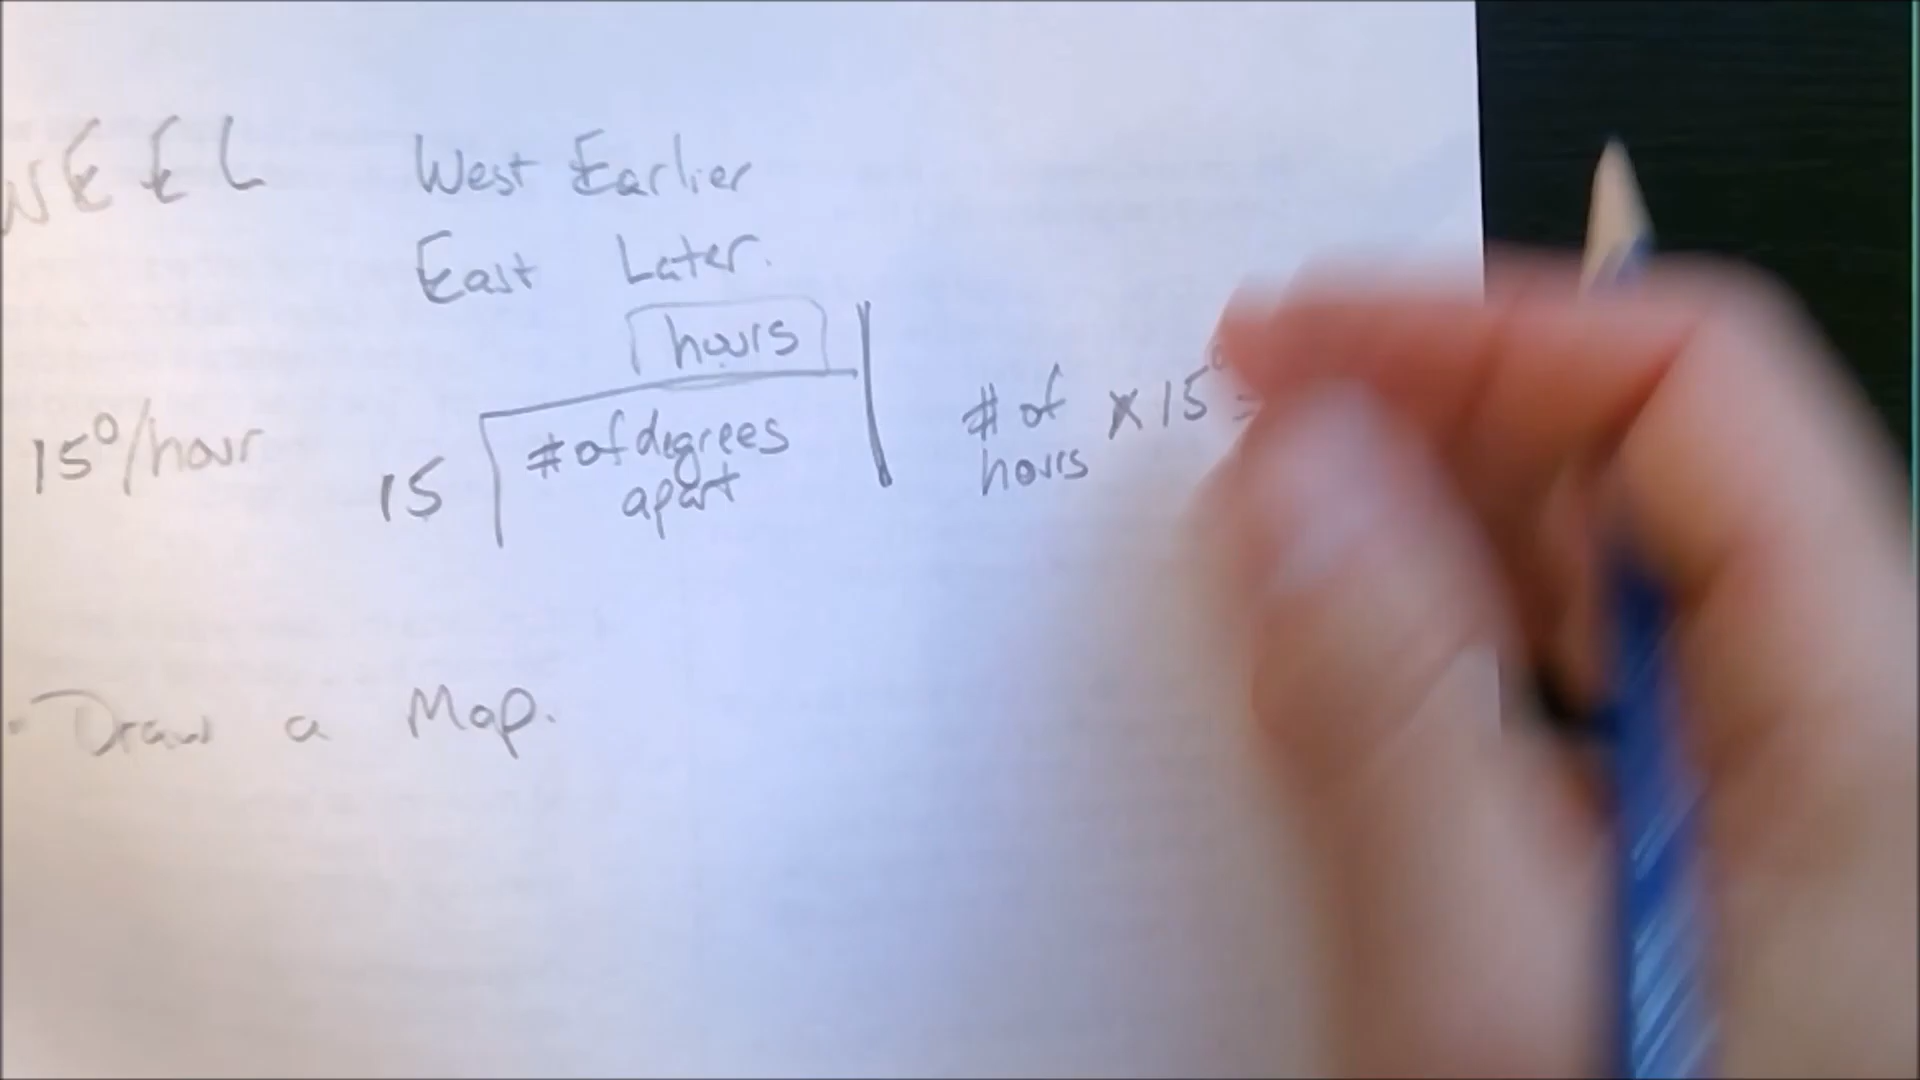 WEEL West Earlier
East Later.
hours
15°/hour 15 # of degrees
apart
# of x 15° =
hours
• Draw a Map.